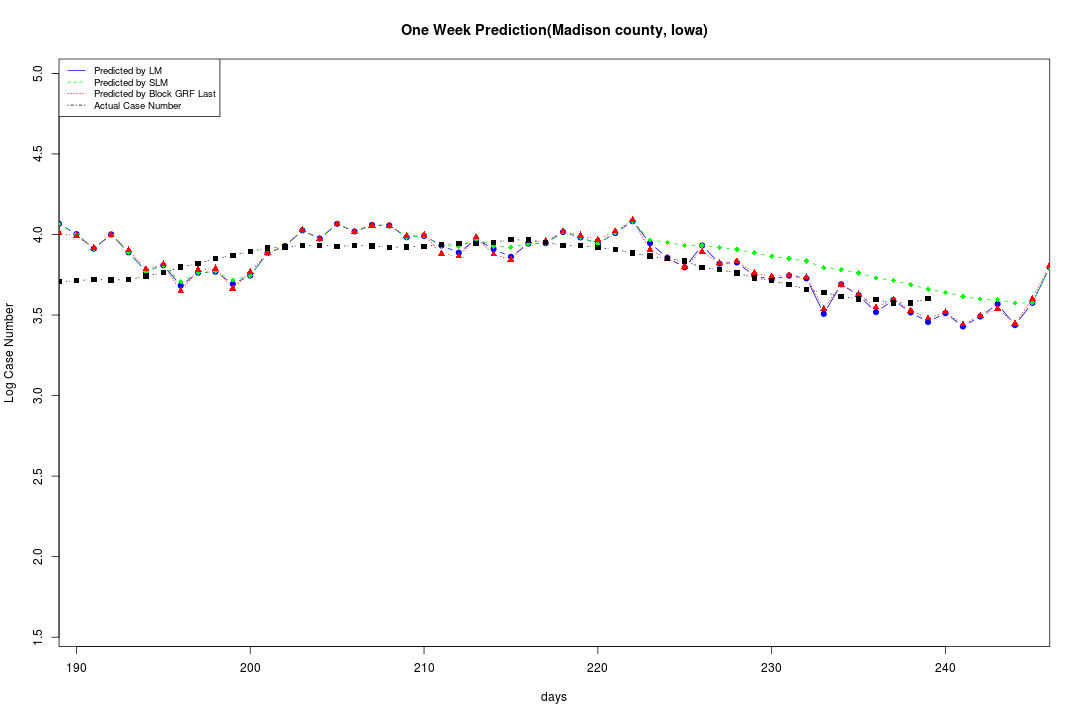 One Week Prediction(Madison county, Iowa)
Predicted by LM
Predicted by SLM
Predicted by Block GRF Last
Actual Case Number
5.0
4.5
4.0
3.5
3.0
2.5
2.0
1.5
Log Case Number
190 200 210 220 230 240
days